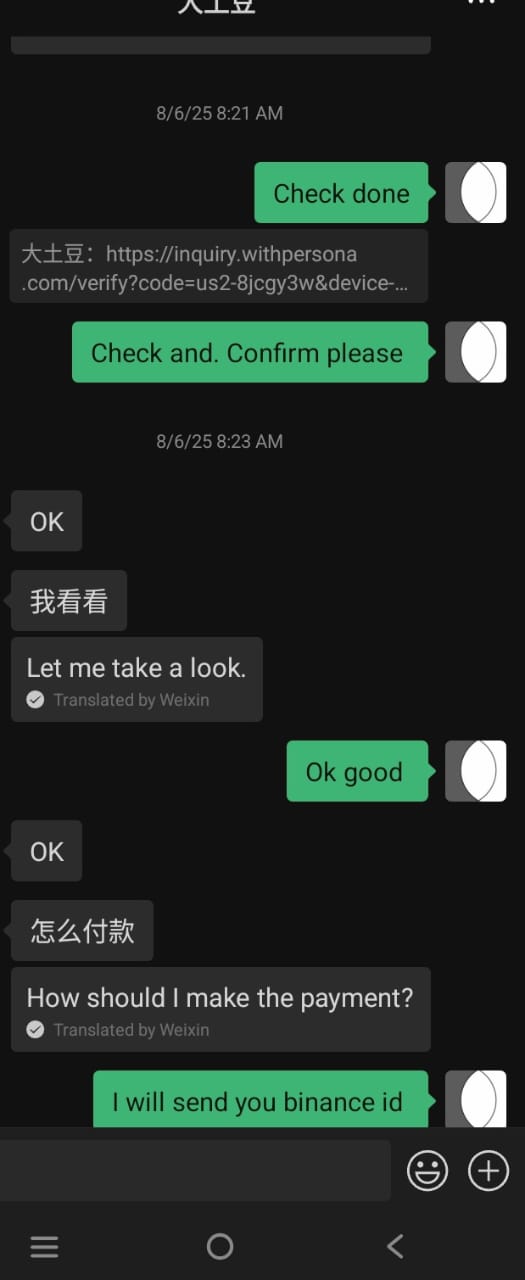 大土豆
8/6/25 8:21 AM
Check done
大土豆：https://inquiry.withpersona
.com/verify?code=us2-8jcgy3w&device-...
Check and. Confirm please
8/6/25 8:23 AM
OK
我看看
Let me take a look.
Translated by Weixin
Ok good
OK
怎么付款
How should I make the payment?
Translated by Weixin
I will send you binance id